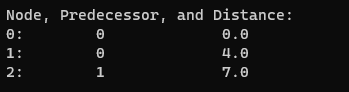 Node, Predecessor, and Distance:
0: 0 0.0
1: 0 4.0
2: 1 7.0